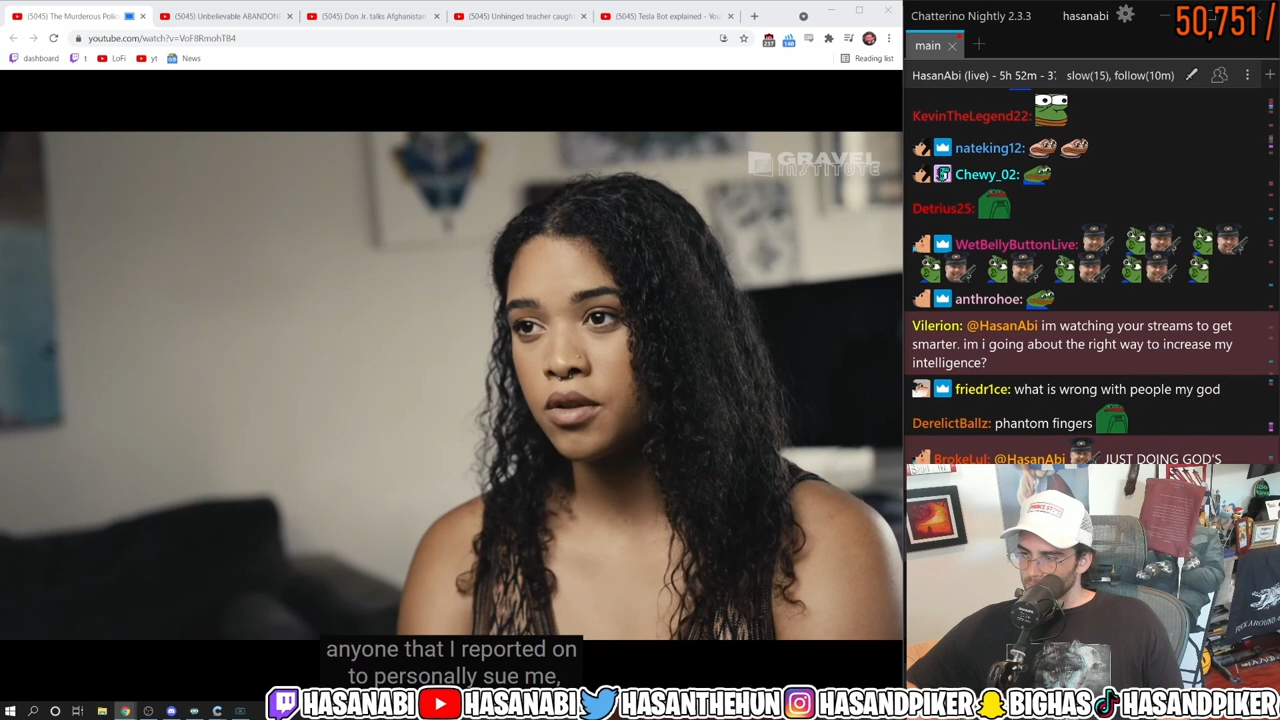 (5045) The Murderous Polic
(5045) Unbelievable ABANDON
(5045) Don Jr. talks Afghanistan
(5045) Unhinged teacher caught
(5045) Tesla Bot explained - You
youtube.com/watch?v=VoF8RmohTB4
dashboard
t
LoFi
yt
News
Reading list
GRAVEL
INSTITUTE
anyone that I reported on
to personally sue me,
Chatterino Nightly 2.3.3
hasanabi
50,751 /
main
HasanAbi (live) - 5h 52m - 3
slow(15), follow(10m)
KevinTheLegend22:
nateking12:
Chewy_02:
Detrius25:
WetBellyButtonLive:
anthrohoe:
Vilerion: @HasanAbi im watching your streams to get
smarter. im i going about the right way to increase my
intelligence?
friedr1ce: what is wrong with people my god
DerelictBallz: phantom fingers
BrokeLul: @HasanAbi JUST DOING GOD'S
HASANABI
HASANABI
HASANTHEHUN
HASANDPIKER
BIGHAS
HASANDPIKER